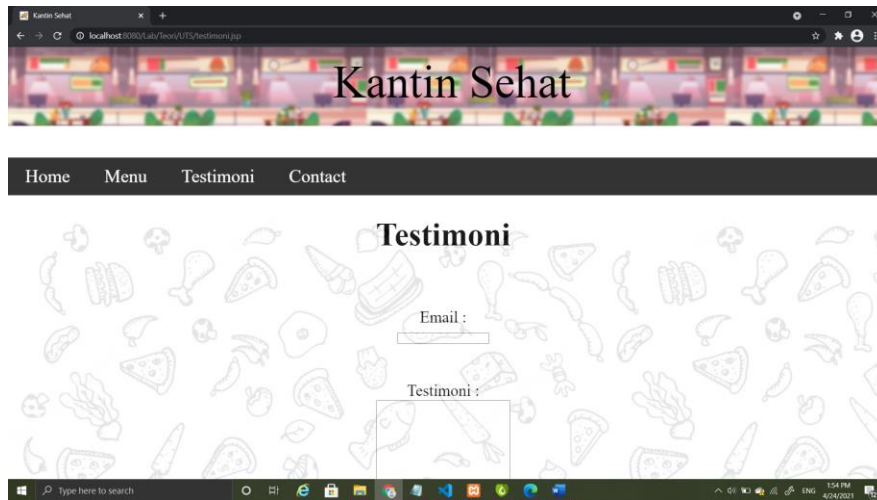 Kantin Sehat
localhost:8080/Lab/Teori/UTS/testimoni.jsp
Kantin Sehat
Home Menu Testimoni Contact
Testimoni
Email :
Testimoni :
Type here to search
ENG
1:54 PM
4/24/2021